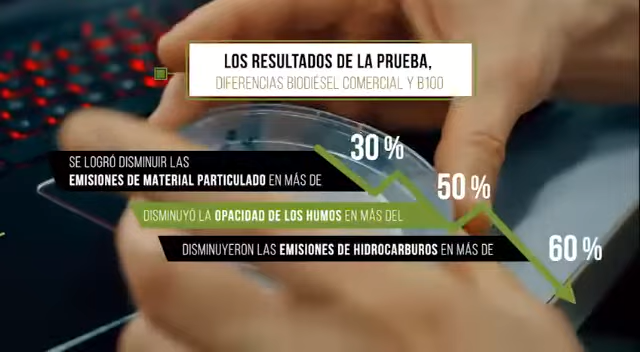 LOS RESULTADOS DE LA PRUEBA,
DIFERENCIAS BIODIÉSEL COMERCIAL Y B100
SE LOGRÓ DISMINUIR LAS
EMISIONES DE MATERIAL PARTICULADO EN MÁS DE
30%
DISMINUYÓ LA OPACIDAD DE LOS HUMOS EN MÁS DEL
50%
DISMINUYERON LAS EMISIONES DE HIDROCARBUROS EN MÁS DE
60%